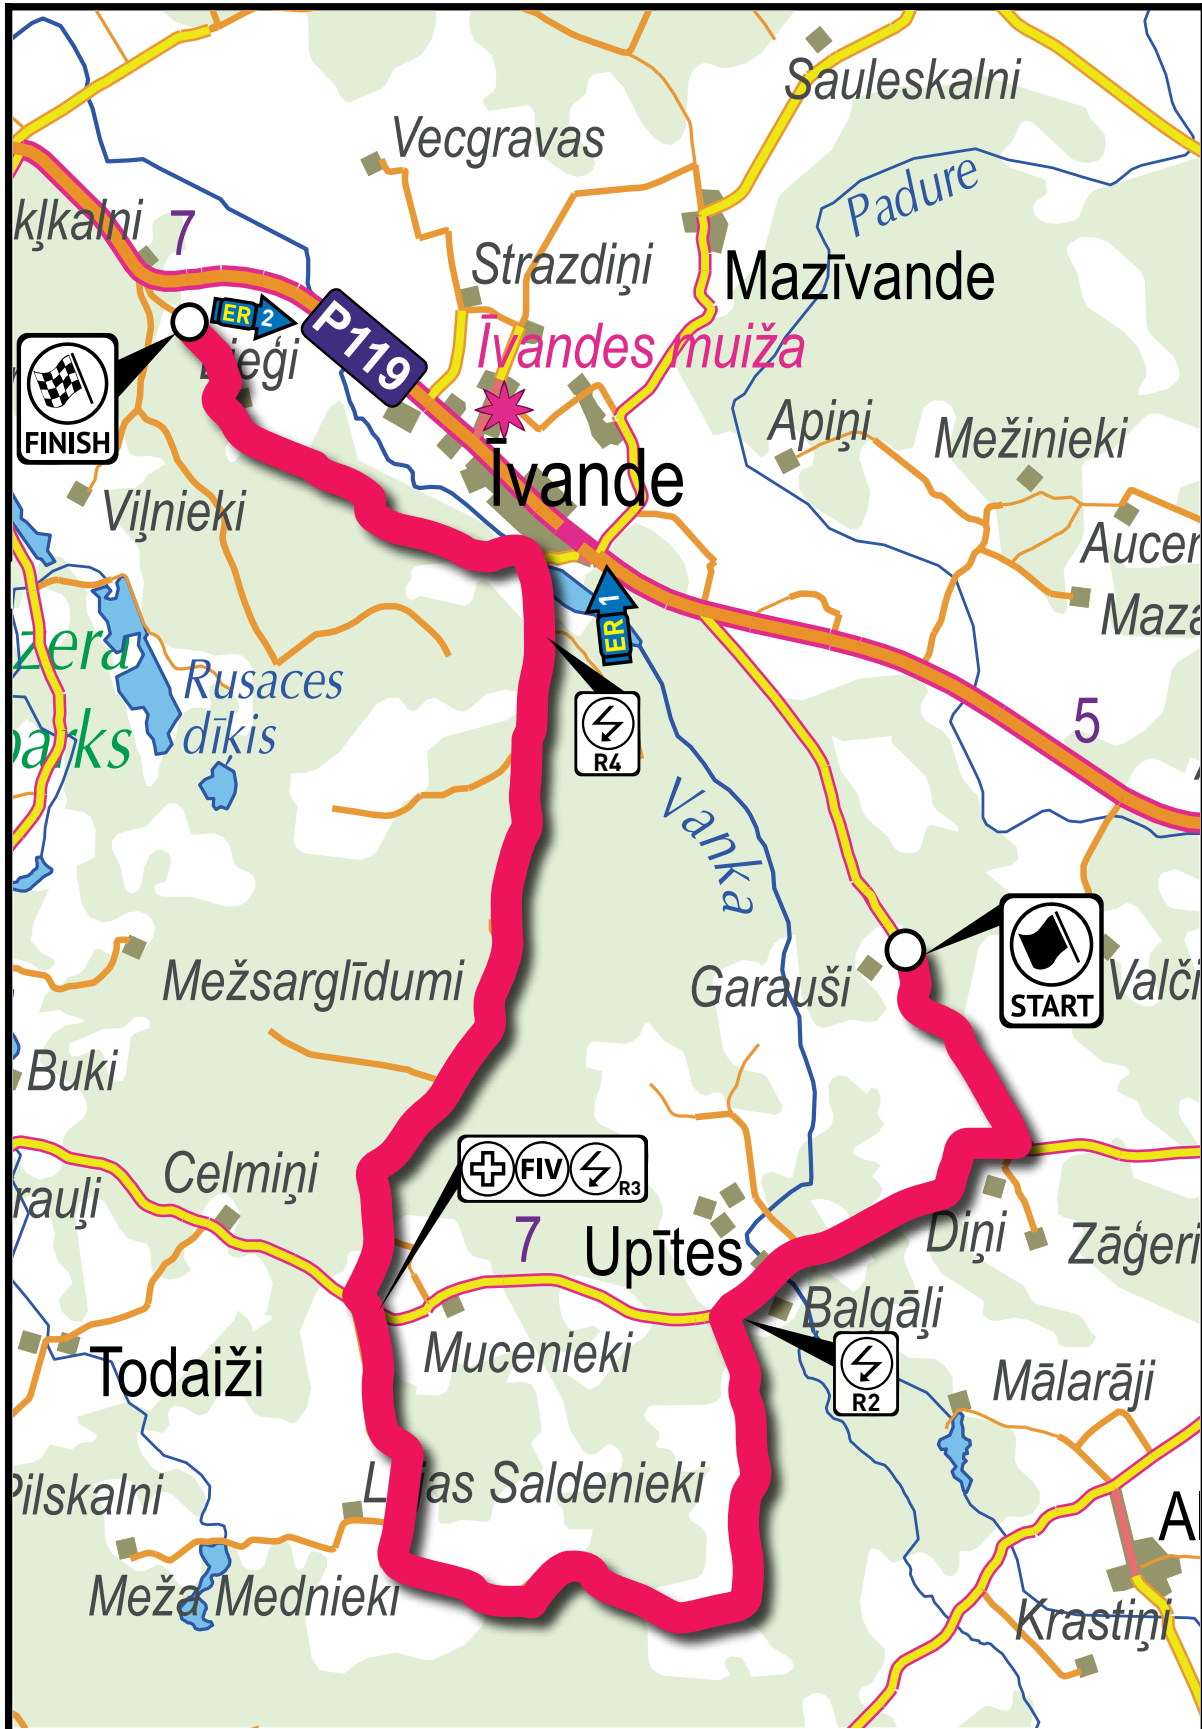 Sauleskalni
Vecgravas
Padure
kļkalni
7
Strazdiņi
Mazīvande
ER 2
P119
Īvandes muiža
FINISH
Apiņi
Mežinieki
Īvande
Viļnieki
Aucer
ER 1
zera
parks
Rusaces
dīķis
R4
5
Vanka
Mežsarglīdumi
Garauši
START
Valči
Buki
Celmiņi
FIV
R3
rauļi
7
Upītes
Diņi
Zāģeri
Balgāļi
Mucenieki
Todaiži
R2
Mālarāji
Pilskalni
Saldenieki
A
Meža Mednieki
Krastiņi